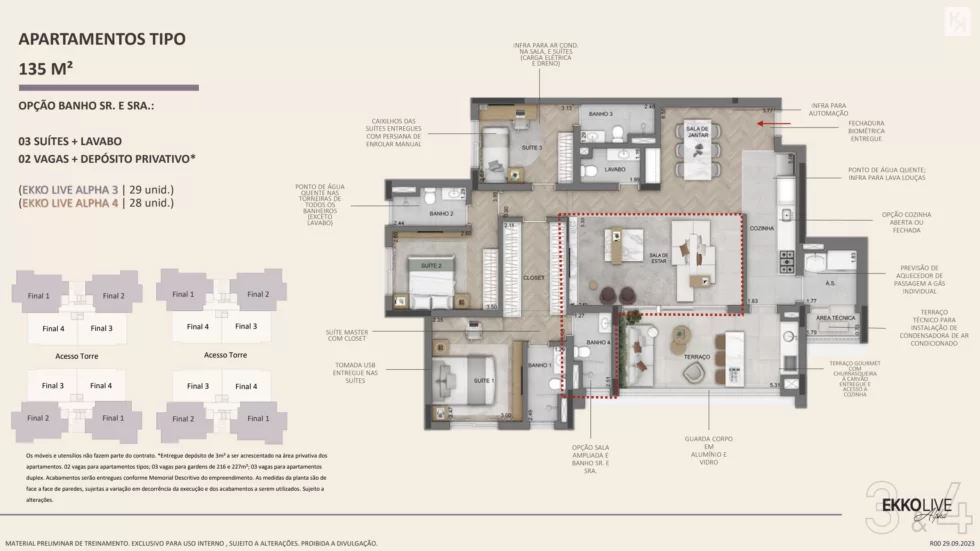 APARTAMENTOS TIPO
135 M²
OPÇÃO BANHO SR. E SRA.:
03 SUÍTES + LAVABO
02 VAGAS + DEPÓSITO PRIVATIVO*
(EKKO LIVE ALPHA 3 | 29 unid.)
(EKKO LIVE ALPHA 4 | 28 unid.)
Final 1
Final 2
Final 4
Final 3
Acesso Torre
Final 1
Final 2
Final 4
Final 3
Acesso Torre
Final 3
Final 4
Final 2
Final 1
Final 3
Final 4
Final 2
Final 1
INFRA PARA AR COND.
NA SALA, E SUÍTES
(CARGA ELÉTRICA
E DRENO)
CAIXILHOS DAS
SUÍTES ENTREGUES
COM PERSIANA DE
ENROLAR MANUAL
PONTO DE ÁGUA
QUENTE NAS
TORNEIRAS DE
TODOS OS
BANHEIROS
(EXCETO
LAVABO)
SUÍTE MASTER
COM CLOSET
TOMADA USB
ENTREGUE NAS
SUÍTES
INFRA PARA
AUTOMAÇÃO
FECHADURA
BIOMÉTRICA
ENTREGUE
PONTO DE ÁGUA QUENTE;
INFRA PARA LAVA LOUÇAS
OPÇÃO COZINHA
ABERTA OU
FECHADA
PREVISÃO DE
AQUECEDOR DE
PASSAGEM A GÁS
INDIVIDUAL
TERRAÇO
TÉCNICO PARA
INSTALAÇÃO DE
CONDENSADORA DE AR
CONDICIONADO
TERRAÇO GOURMET
COM
CHURRASQUEIRA
À CARVÃO
ENTREGUE E
ACESSO A
COZINHA
GUARDA CORPO
EM
ALUMÍNIO E
VIDRO
OPÇÃO SALA
AMPLIADA E
BANHO SR. E
SRA.
SUÍTE 3
3.13
BANHO 3
2.48
LAVABO
1.99
SALA DE
JANTAR
BANHO 2
2.44
SUÍTE 2
3.50
CLOSET
SALA DE
ESTAR
COZINHA
1.83
A.S.
1.77
ÁREA TÉCNICA
1.79
SUÍTE 1
3.00
BANHO 1
BANHO 4
1.27
TERRAÇO
5.31
Os móveis e utensílios não fazem parte do contrato. *Entregue depósito de 3m² a ser acrescentado na área privativa dos
apartamentos. 02 vagas para apartamentos tipos; 03 vagas para gardens de 216 e 227m²; 03 vagas para apartamentos
duplex. Acabamentos serão entregues conforme Memorial Descritivo do empreendimento. As medidas da planta são de
face a face de paredes, sujeitas a variação em decorrência da execução e dos acabamentos a serem utilizados. Sujeito a
alterações.
3&4
EKKOLIVE
Alpha
MATERIAL PRELIMINAR DE TREINAMENTO. EXCLUSIVO PARA USO INTERNO , SUJEITO A ALTERAÇÕES. PROIBIDA A DIVULGAÇÃO.
R00 29.09.2023